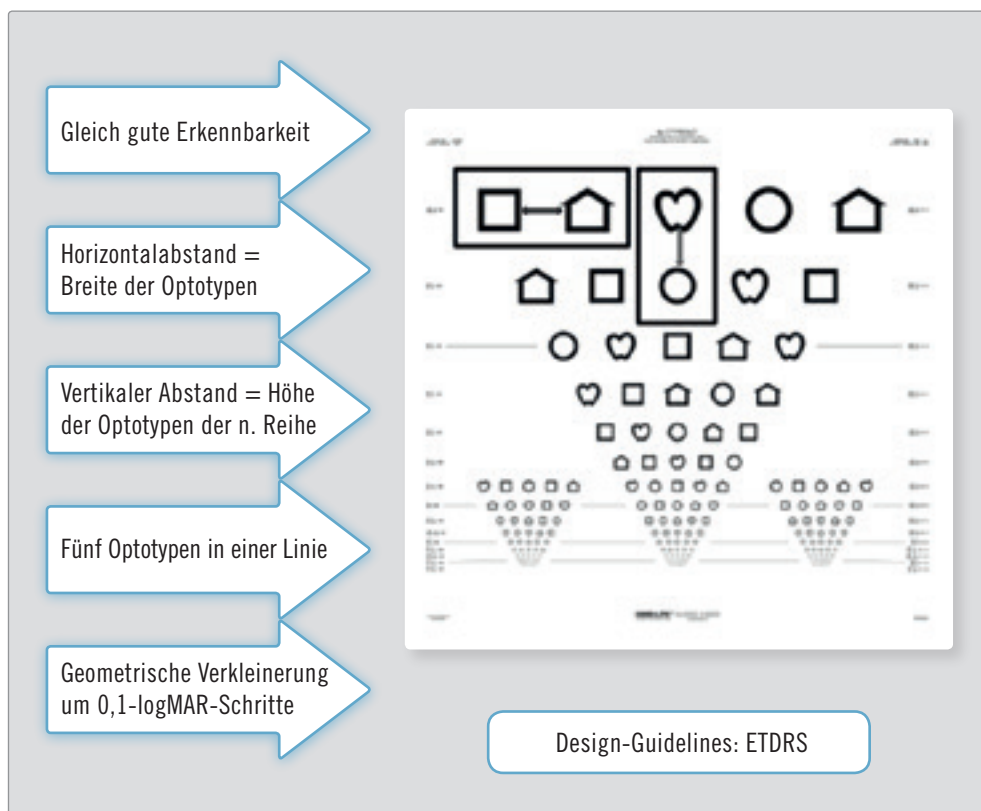 Gleich gute Erkennbarkeit
Horizontalabstand =
Breite der Optotypen
Vertikaler Abstand = Höhe
der Optotypen der n. Reihe
Fünf Optotypen in einer Linie
Geometrische Verkleinerung
um 0,1-logMAR-Schritte
Design-Guidelines: ETDRS